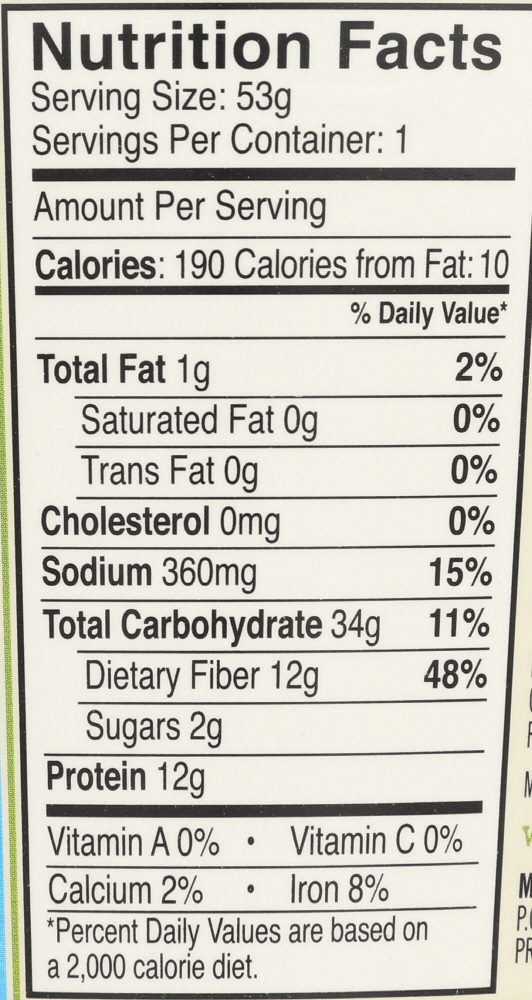 Nutrition Facts
Serving Size: 53g
Servings Per Container: 1
Amount Per Serving
Calories: 190 Calories from Fat: 10
% Daily Value*
Total Fat 1g 2%
Saturated Fat 0g 0%
Trans Fat 0g 0%
Cholesterol 0mg 0%
Sodium 360mg 15%
Total Carbohydrate 34g 11%
Dietary Fiber 12g 48%
Sugars 2g
Protein 12g
Vitamin A 0% • Vitamin C 0%
Calcium 2% • Iron 8%
*Percent Daily Values are based on
a 2,000 calorie diet.